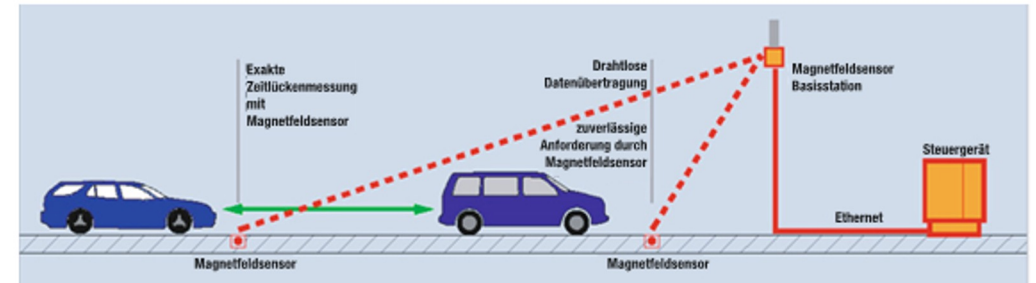 Exakte
Zeitlückenmessung
mit
Magnetfeldsensor
Drahtlose
Datenübertragung
zuverlässige
Anforderung durch
Magnetfeldsensor
Magnetfeldsensor
Basisstation
Steuergerät
Ethernet
Magnetfeldsensor
Magnetfeldsensor